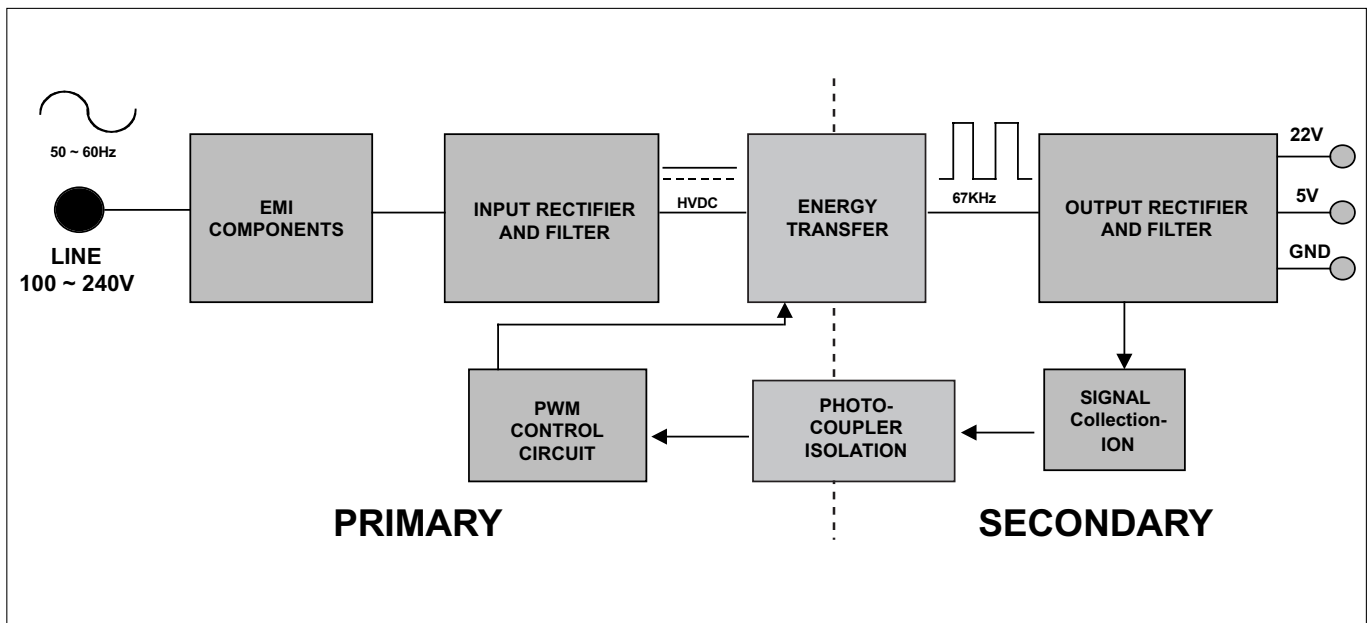 50 ~ 60Hz
LINE
100 ~ 240V
EMI
COMPONENTS
INPUT RECTIFIER
AND FILTER
HVDC
ENERGY
TRANSFER
67KHz
OUTPUT RECTIFIER
AND FILTER
22V
5V
GND
PWM
CONTROL
CIRCUIT
PHOTO-
COUPLER
ISOLATION
SIGNAL
Collection-
ION
PRIMARY
SECONDARY